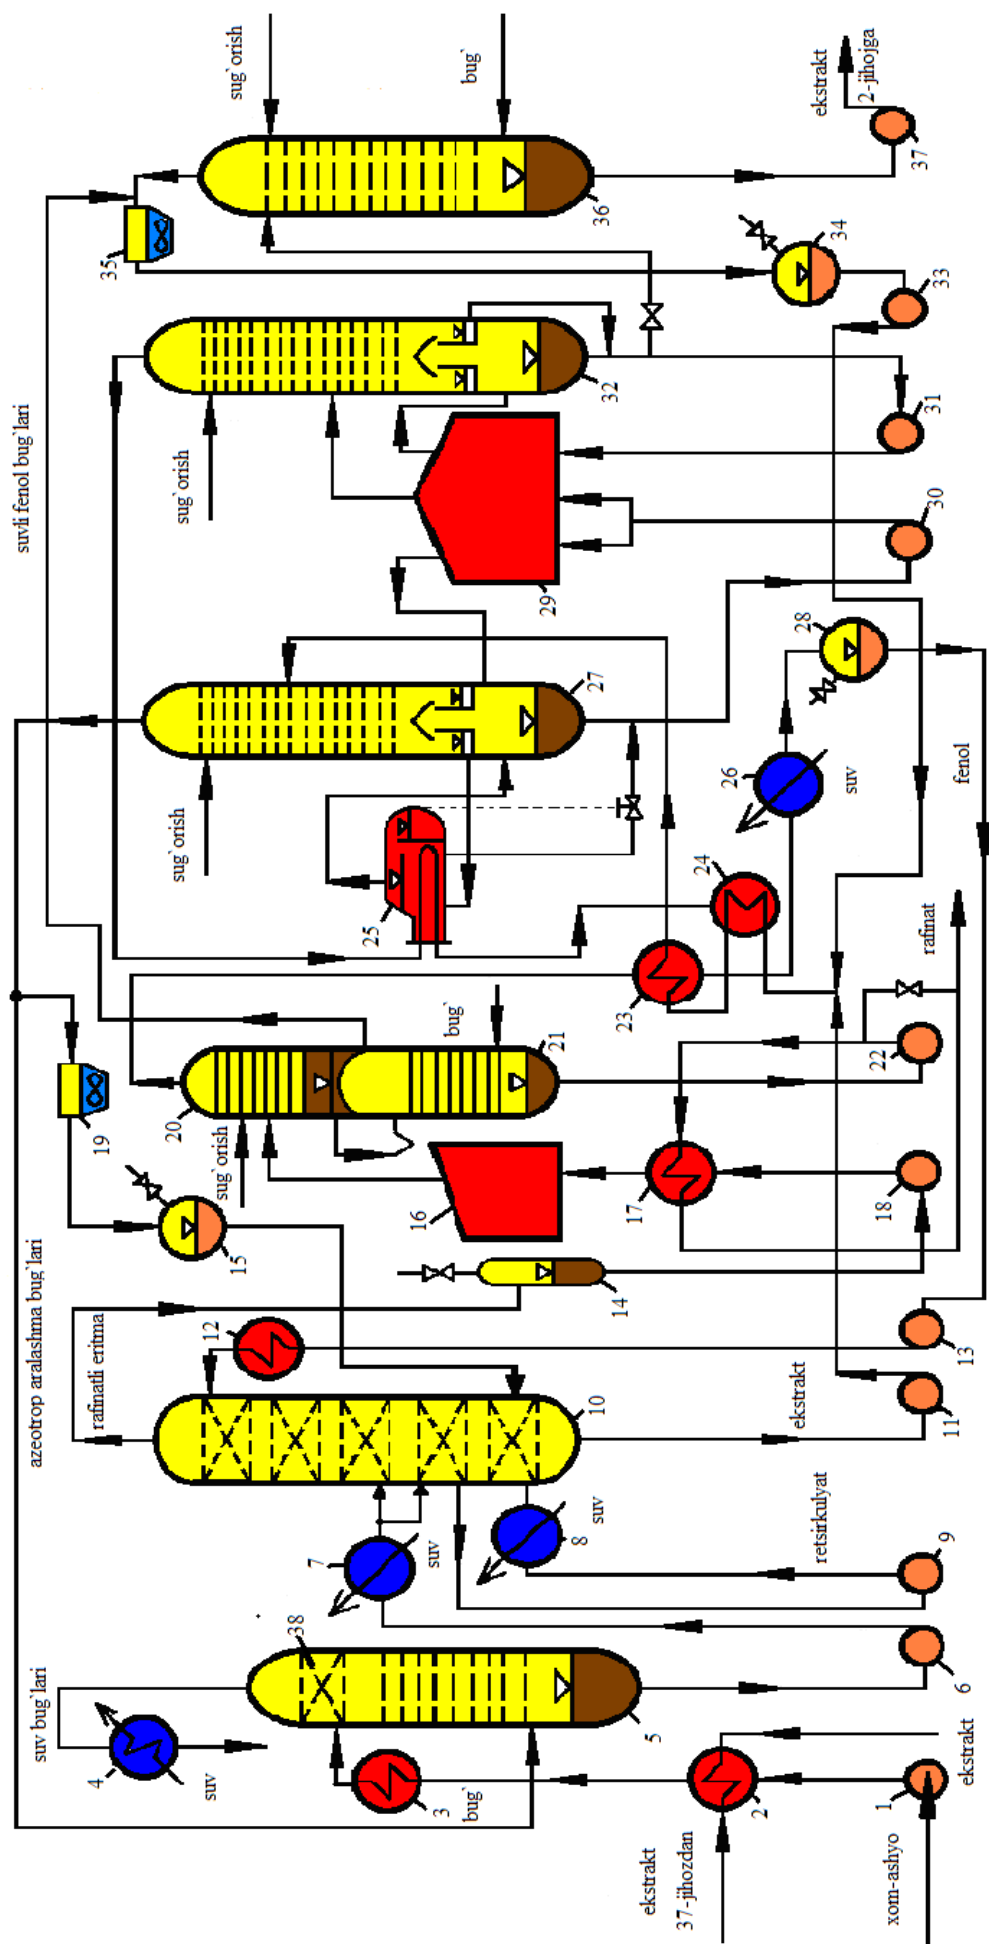 suv bug`lari
azeotrop aralashma bug`lari
suvli fenol bug`lari
rafinatli eritma
sug`orish
sug`orish
sug`orish
sug`orish
bug`
bug`
bug`
suv
suv
suv
suv
retsirkulyat
ekstrakt
rafinat
fenol
ekstrakt
2-jihojga
ekstrakt
37-jihozdan
xom-ashyo
ekstrakt
1
2
3
4
5
6
7
8
9
10
11
12
13
14
15
16
17
18
19
20
21
22
23
24
25
26
27
28
29
30
31
32
33
34
35
36
37
38